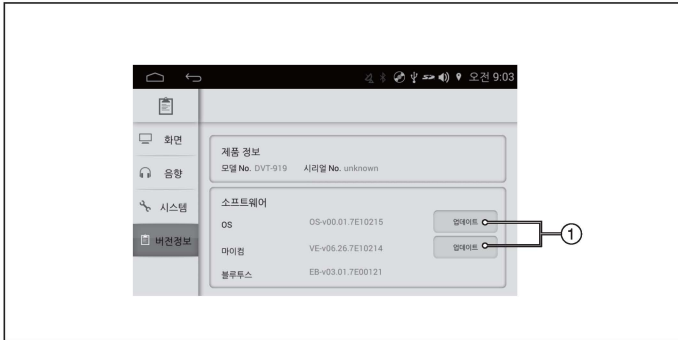 오전 9:03
화면
음향
시스템
버전정보
제품 정보
모델 No. DVT-919 시리얼 No. unknown
소프트웨어
OS OS-v00.01.7E10215 업데이트
마이컴 VE-v06.26.7E10214 업데이트
블루투스 EB-v03.01.7E00121
①